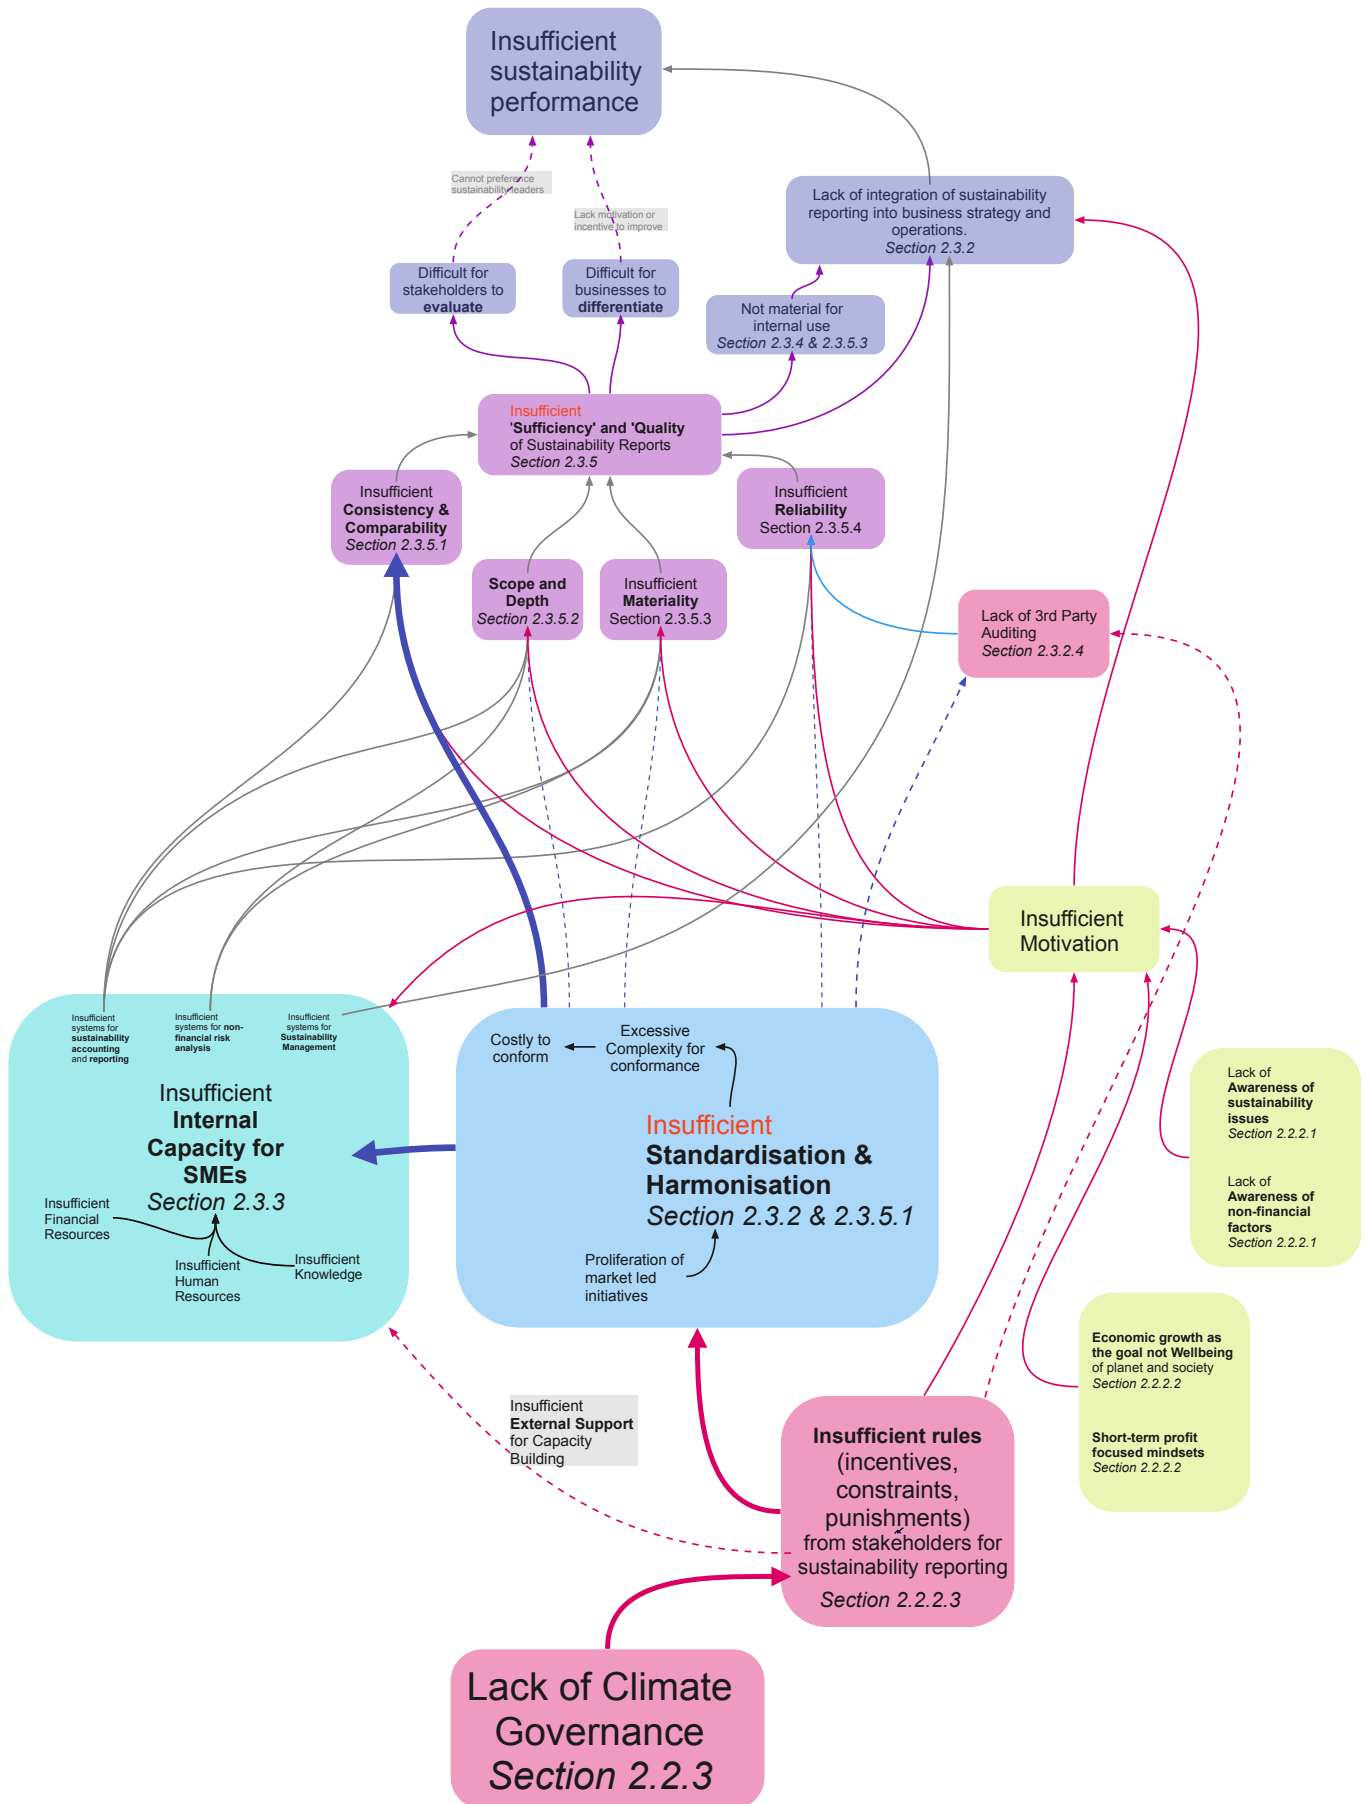 Insufficient
sustainability
performance
Cannot preference
sustainability leaders
Lack motivation or
incentive to improve
Lack of integration of sustainability
reporting into business strategy and
operations.
Section 2.3.2
Difficult for
stakeholders to
evaluate
Difficult for
businesses to
differentiate
Not material for
internal use
Section 2.3.4 & 2.3.5.3
Insufficient
'Sufficiency' and 'Quality
of Sustainability Reports
Section 2.3.5
Insufficient
Consistency &
Comparability
Section 2.3.5.1
Insufficient
Reliability
Section 2.3.5.4
Scope and
Depth
Section 2.3.5.2
Insufficient
Materiality
Section 2.3.5.3
Lack of 3rd Party
Auditing
Section 2.3.2.4
Insufficient
Motivation
Insufficient
systems for
sustainability
accounting
and reporting
Insufficient
systems for non-
financial risk
analysis
Insufficient
systems for
Sustainability
Management
Insufficient
Internal
Capacity for
SMEs
Section 2.3.3
Insufficient
Financial
Resources
Insufficient
Human
Resources
Insufficient
Knowledge
Costly to
conform
Excessive
Complexity for
conformance
Insufficient
Standardisation &
Harmonisation
Section 2.3.2 & 2.3.5.1
Proliferation of
market led
initiatives
Lack of
Awareness of
sustainability
issues
Section 2.2.2.1
Lack of
Awareness of
non-financial
factors
Section 2.2.2.1
Economic growth as
the goal not Wellbeing
of planet and society
Section 2.2.2.2
Short-term profit
focused mindsets
Section 2.2.2.2
Insufficient
External Support
for Capacity
Building
Insufficient rules
(incentives,
constraints,
punishments)
from stakeholders for
sustainability reporting
Section 2.2.2.3
Lack of Climate
Governance
Section 2.2.3